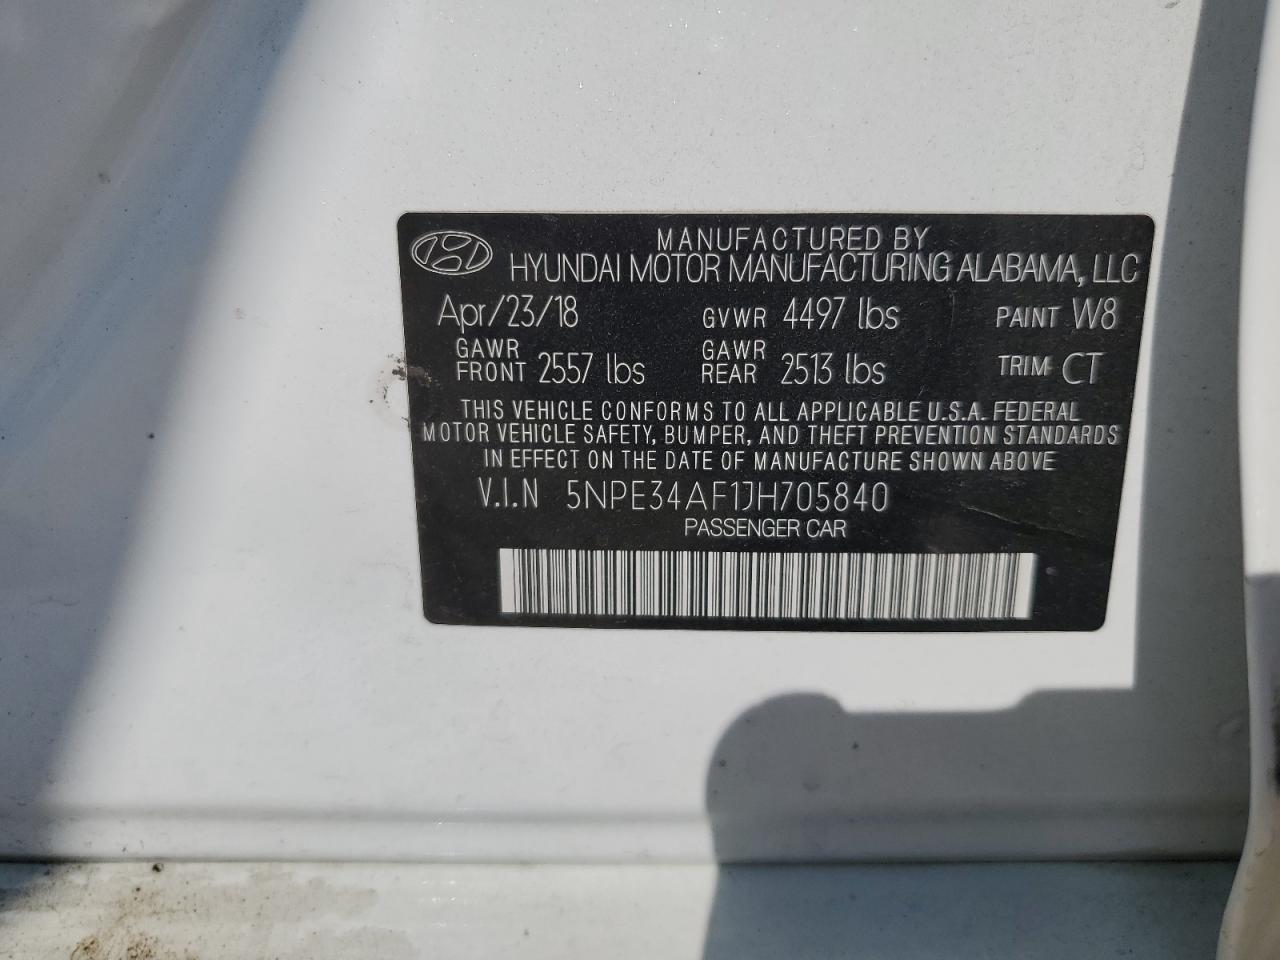 MANUFACTURED BY
HYUNDAI MOTOR MANUFACTURING ALABAMA, LLC
Apr/23/18 GVWR 4497 lbs PAINT W8
GAWR FRONT 2557 lbs GAWR REAR 2513 lbs TRIM CT
THIS VEHICLE CONFORMS TO ALL APPLICABLE U.S.A. FEDERAL
MOTOR VEHICLE SAFETY, BUMPER, AND THEFT PREVENTION STANDARDS
IN EFFECT ON THE DATE OF MANUFACTURE SHOWN ABOVE
V.I.N 5NPE34AF1JH705840
PASSENGER CAR